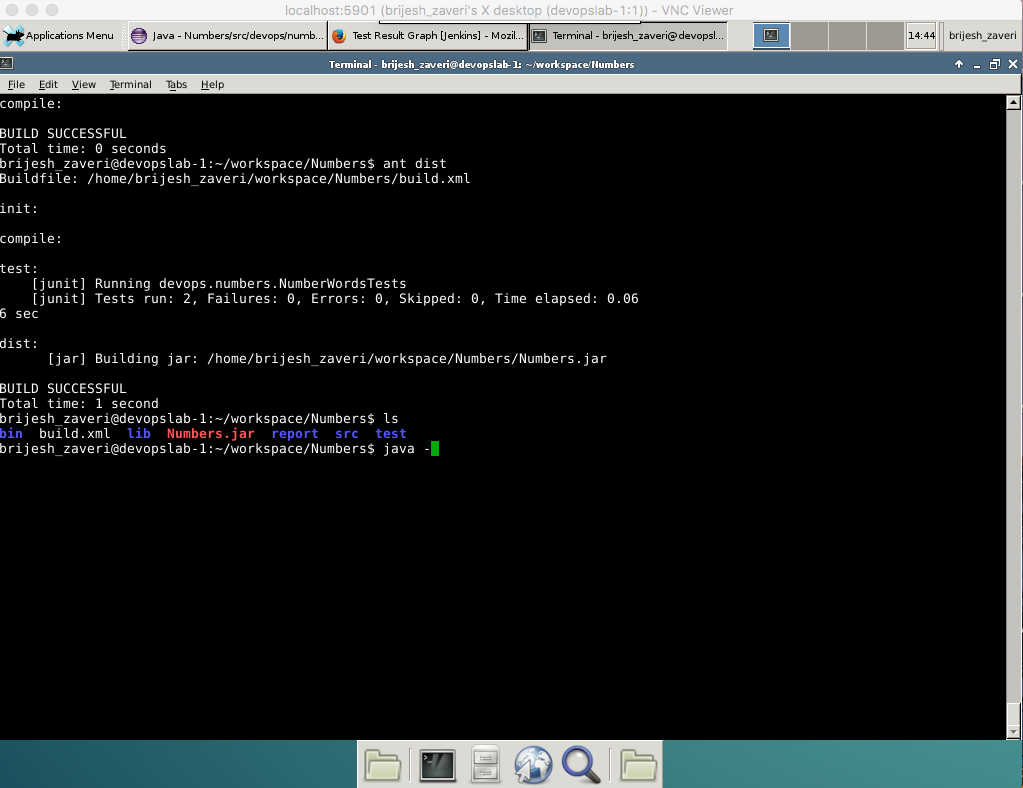 localhost:5901 (brijesh_zaveri's X desktop (devopslab-1:1)) - VNC Viewer
Applications Menu
Java - Numbers/src/devops/numb...
Test Result Graph [Jenkins] - Mozil...
Terminal - brijesh_zaveri@devopsl...
14:44
brijesh_zaveri
Terminal - brijesh_zaveri@devopslab-1: ~/workspace/Numbers
File Edit View Terminal Tabs Help
compile:
BUILD SUCCESSFUL
Total time: 0 seconds
brijesh_zaveri@devopslab-1:~/workspace/Numbers$ ant dist
Buildfile: /home/brijesh_zaveri/workspace/Numbers/build.xml
init:
compile:
test:
[junit] Running devops.numbers.NumberWordsTests
[junit] Tests run: 2, Failures: 0, Errors: 0, Skipped: 0, Time elapsed: 0.06
6 sec
dist:
[jar] Building jar: /home/brijesh_zaveri/workspace/Numbers/Numbers.jar
BUILD SUCCESSFUL
Total time: 1 second
brijesh_zaveri@devopslab-1:~/workspace/Numbers$ ls
bin build.xml lib Numbers.jar report src test
brijesh_zaveri@devopslab-1:~/workspace/Numbers$ java -